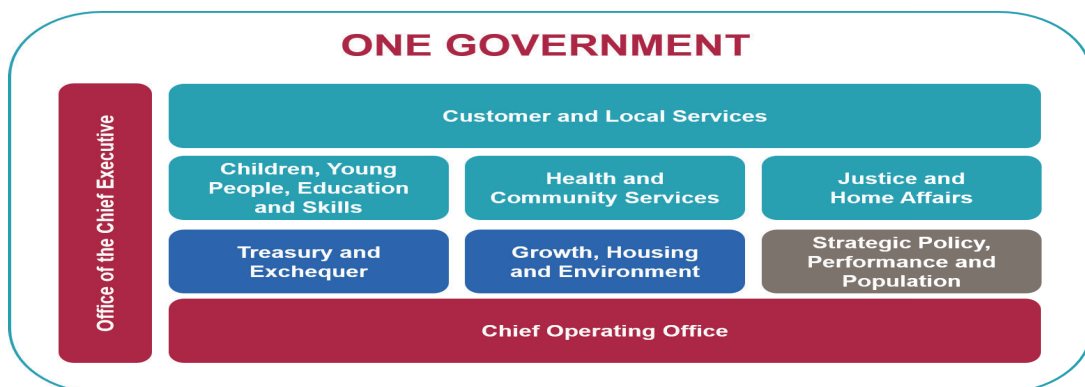 ONE GOVERNMENT
Office of the Chief Executive
Customer and Local Services
Children, Young
People, Education
and Skills
Health and
Community Services
Justice and
Home Affairs
Treasury and
Exchequer
Growth, Housing
and Environment
Strategic Policy,
Performance and
Population
Chief Operating Office